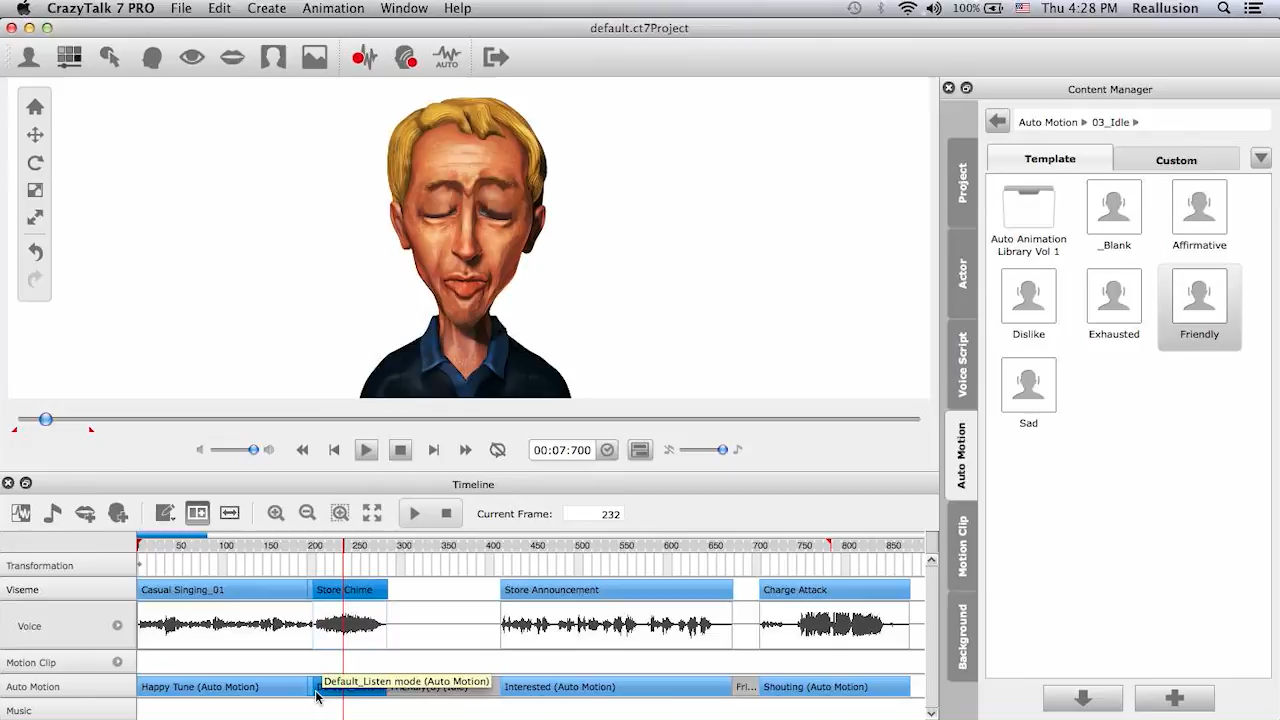 CrazyTalk 7 PRO File Edit Create Animation Window Help 100% Thu 4:28 PM Reallusion
default.ct7Project
AUTO
Content Manager
Auto Motion 03_Idle
Template Custom
Project
Actor
Voice Script
Auto Motion
Motion Clip
Background
Auto Animation
Library Vol 1
_Blank
Affirmative
Dislike
Exhausted
Friendly
Sad
00:07:700
Timeline
Current Frame: 232
50 100 150 200 250 300 350 400 450 500 550 600 650 700 750 800 850
Transformation
Viseme Casual Singing_01 Store Chime Store Announcement Charge Attack
Voice
Motion Clip
Default_Listen mode (Auto Motion)
Auto Motion Happy Tune (Auto Motion) Interested (Auto Motion) Fri... Shouting (Auto Motion)
Music